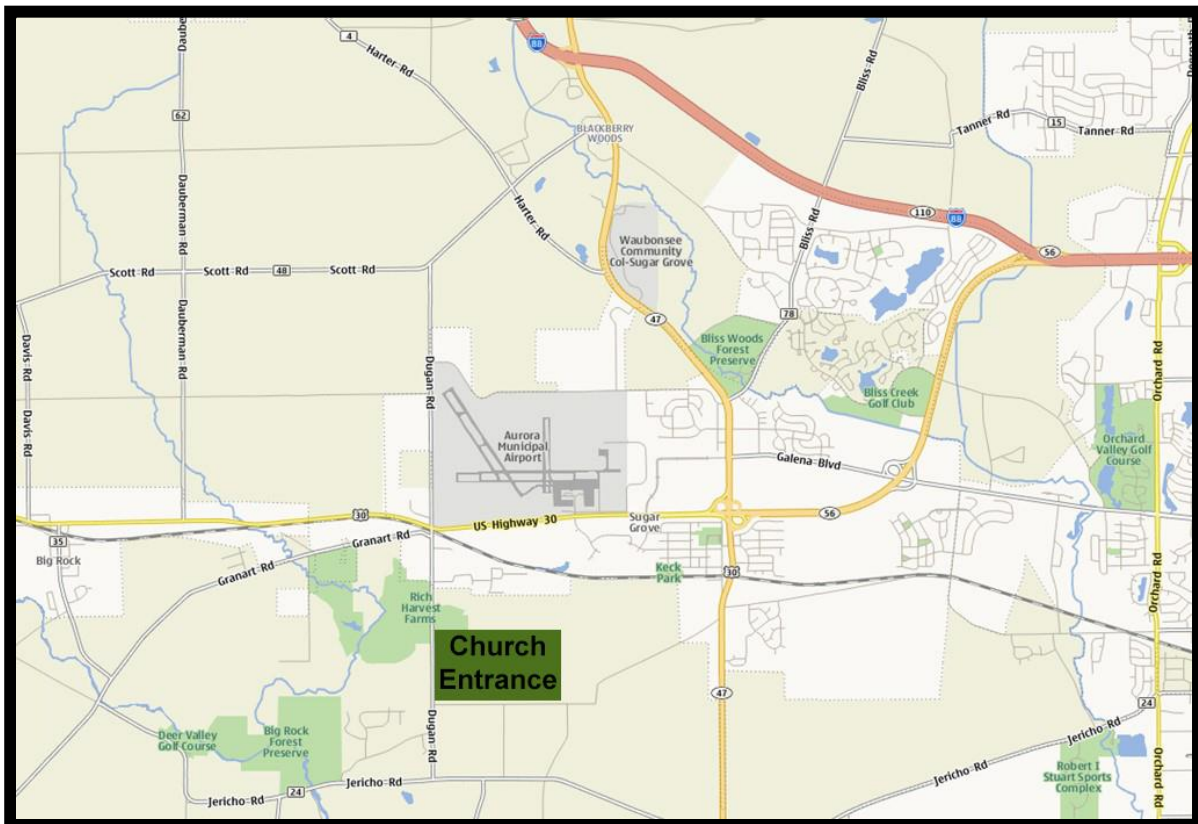 Dauberman
4
Harter Rd
88
Bliss Rd
62
BLACKBERRY
WOODS
Tanner Rd
15
Tanner Rd
Dauberman Rd
Harter Rd
Bliss Rd
110
88
56
Waubonsee
Community
Col-Sugar Grove
Scott Rd
Scott Rd
48
Scott Rd
Dauberman Rd
47
78
Bliss Woods
Forest
Preserve
Davis Rd
Davis Rd
Dugan Rd
Bliss Creek
Golf Club
Orchard Rd
Aurora
Municipal
Airport
Galena Blvd
Orchard
Valley Golf
Course
30
US Highway 30
Sugar
Grove
56
35
Big Rock
Granart Rd
Granart Rd
Keck
Park
30
Orchard Rd
Rich
Harvest
Farms
Church
Entrance
47
24
Dugan Rd
Deer Valley
Golf Course
Big Rock
Forest
Preserve
Jericho Rd
Jericho Rd
24
Jericho Rd
Jericho Rd
Robert I
Stuart Sports
Complex
Orchard Rd